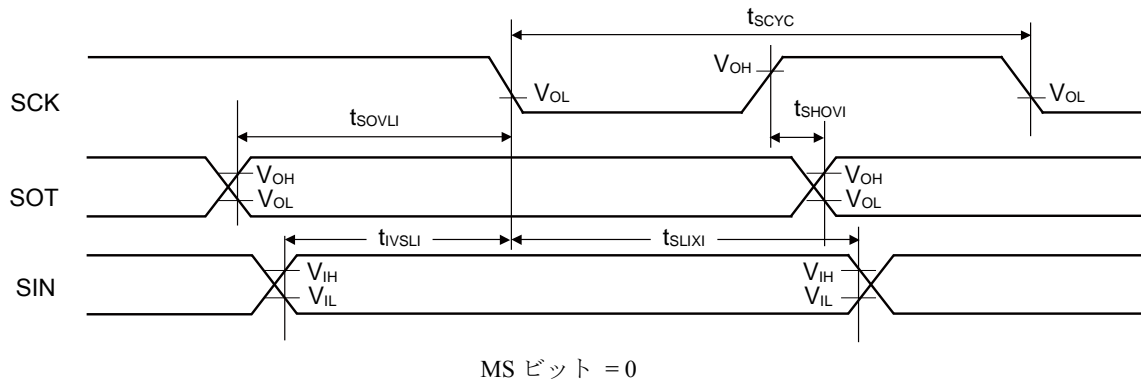 tSCYC
SCK
VOH
VOL
VOL
tSOVLI
tSHOVI
SOT
VOH
VOL
VOH
VOL
tIVSLI
tSLIXI
SIN
VIH
VIL
VIH
VIL
MS ビット = 0